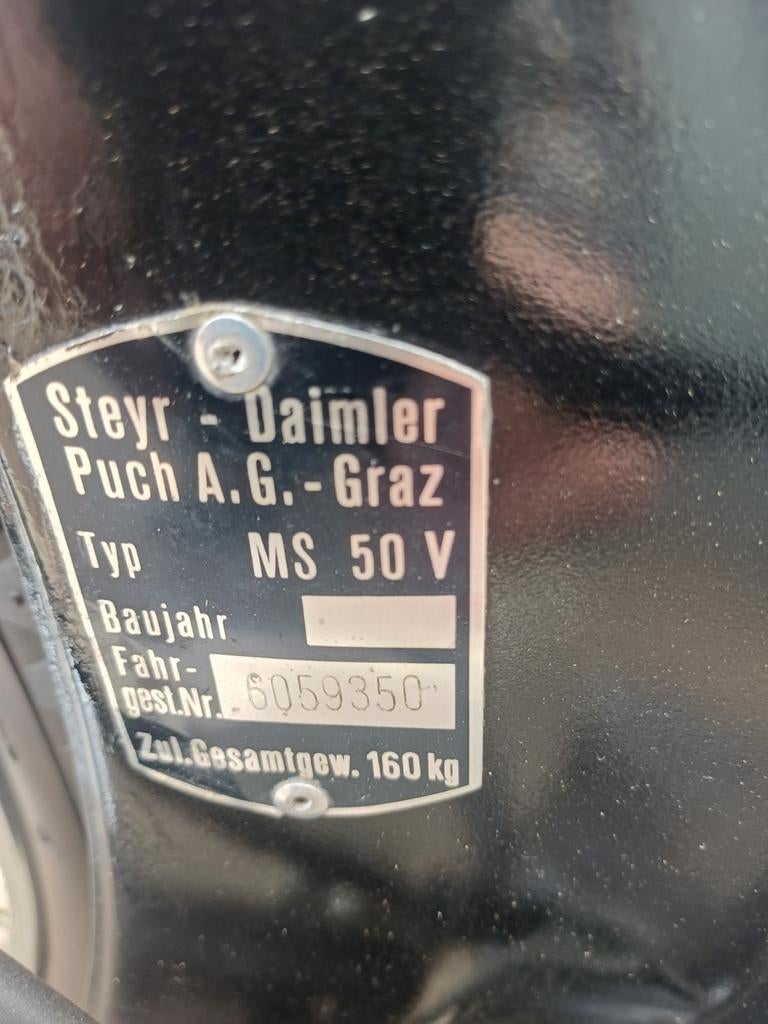 Steyr - Daimler
Puch A.G.-Graz
Typ MS 50 V
Baujahr
Fahr-
gest.Nr. 6059350
Zul.Gesamtgew. 160 kg